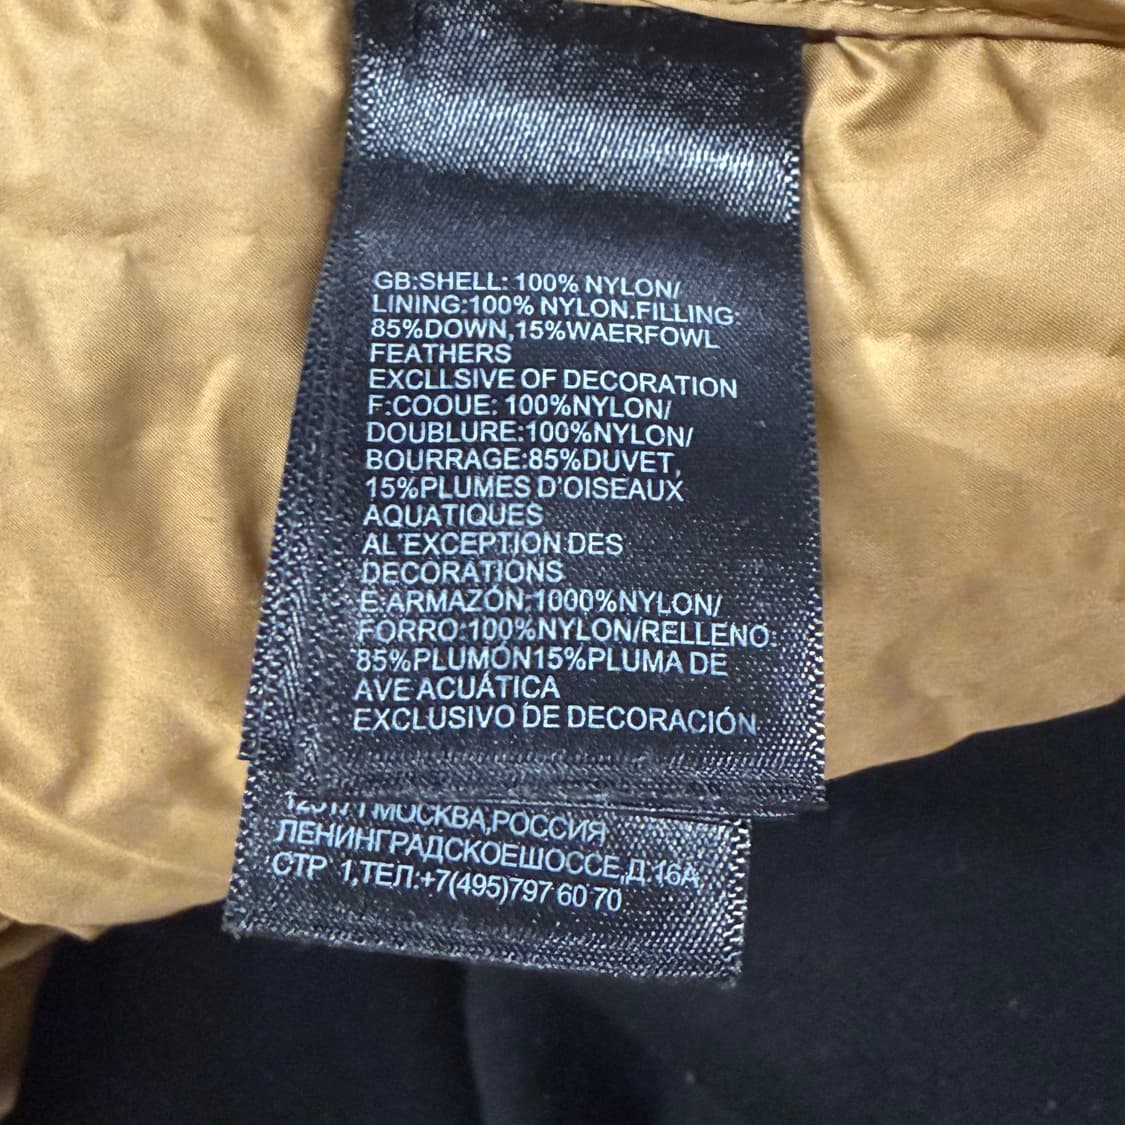 GB:SHELL: 100% NYLON/
LINING:100% NYLON.FILLING
85%DOWN,15%WAERFOWL
FEATHERS
EXCLLSIVE OF DECORATION
F:COOUE: 100%NYLON/
DOUBLURE:100%NYLON/
BOURRAGE:85%DUVET,
15%PLUMES D'OISEAUX
AQUATIQUES
AL'EXCEPTION DES
DECORATIONS
E:ARMAZÓN:1000%NYLON/
FORRO:100%NYLON/RELLENO:
85%PLUMÓN15%PLUMA DE
AVE ACUÁTICA
EXCLUSIVO DE DECORACIÓN
МОСКВА,РОССИЯ
ЛЕНИНГРАДСКОЕШОССЕ,Д.16А,
СТР 1,ТЕЛ:+7(495)797 60 70